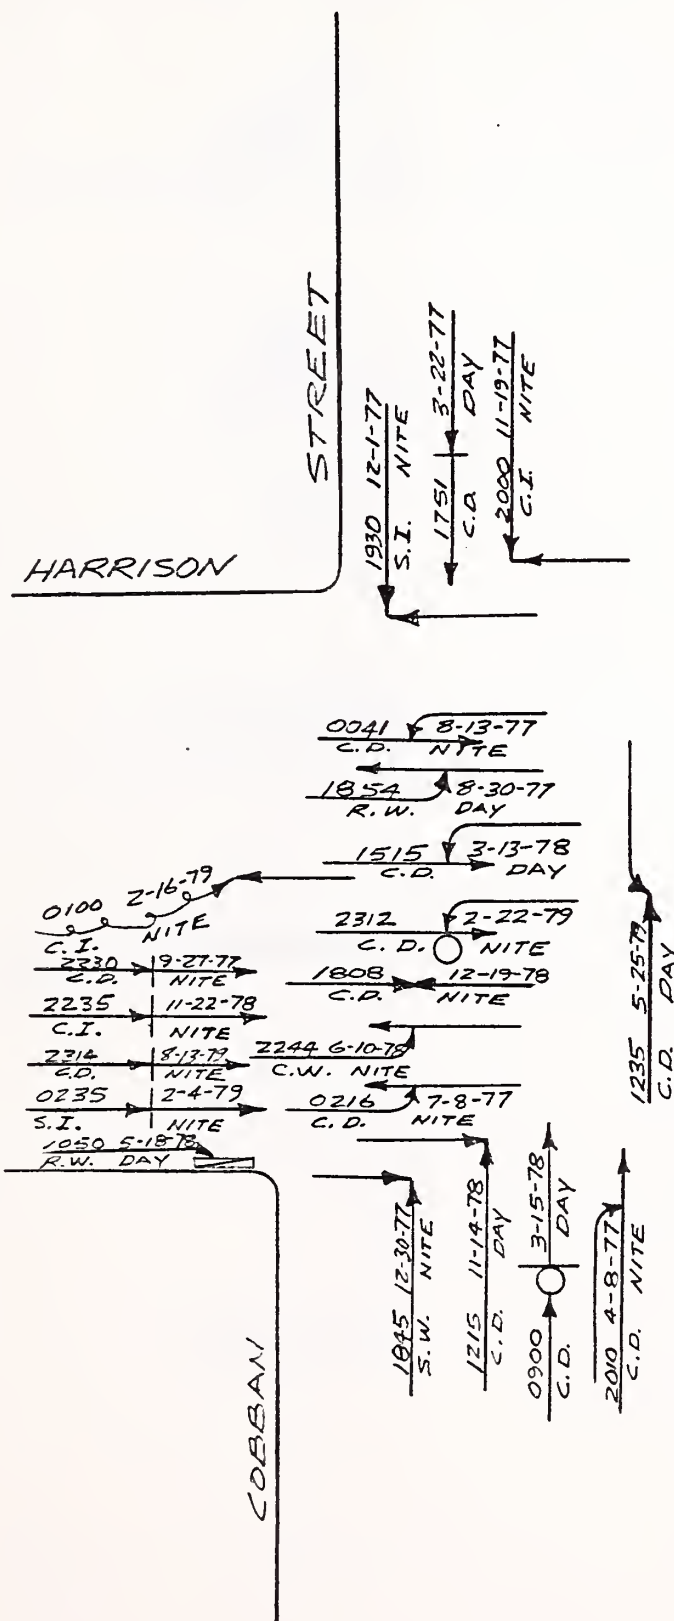 STREET
HARRISON
1930 12-1-77
S.I. NITE
1751 3-22-77
C.D. DAY
2000 11-19-77
C.I. NITE
0041 8-13-77
C.D. NITE
1854 8-30-77
R.W. DAY
1515 3-13-78
C.D. DAY
0100 2-16-79
C.I. NITE
2312 2-22-79
C.D. NITE
2230 9-27-77
C.D. NITE
1808 12-19-78
C.D. NITE
2235 11-22-78
C.I. NITE
2244 6-10-78
C.W. NITE
2314 8-13-79
C.D. NITE
0235 2-4-79
S.I. NITE
0216 7-8-77
C.D. NITE
1050 5-18-78
R.W. DAY
1235 5-25-79
C.D. DAY
1845 12-30-77
S.W. NITE
1215 11-14-78
C.D. DAY
0900 3-15-78
C.D. DAY
2010 4-8-77
C.D. NITE
COBBAN